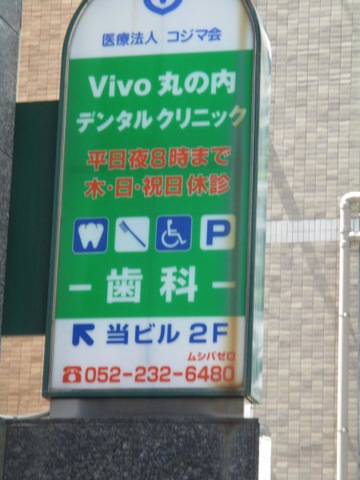 医療法人 コジマ会
Vivo 丸の内
デンタルクリニック
平日夜8時まで
木・日・祝日休診
P
ー歯科ー
当ビル 2F
ムシバゼロ
☎052-232-6480